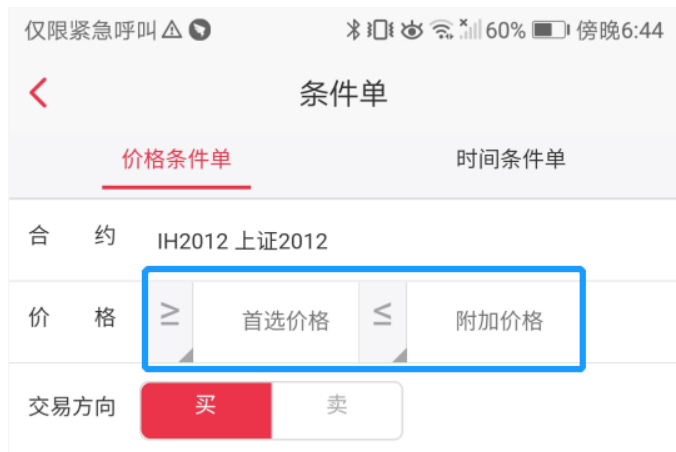 仅限紧急呼叫 60% 傍晚6:44
条件单
价格条件单 时间条件单
合 约 IH2012 上证2012
价 格 ≥ 首选价格 ≤ 附加价格
交易方向 买 卖